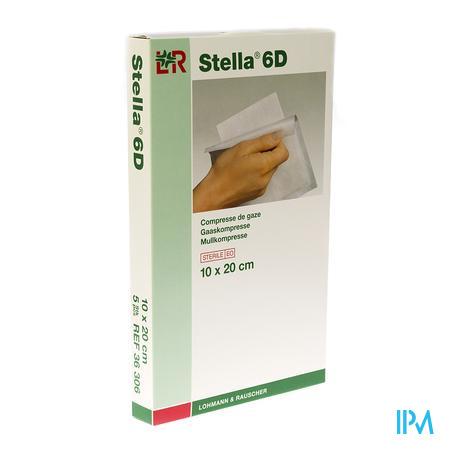 L&R Stella® 6D
Compresse de gaze
Gaaskompresse
Mullkompresse
STERILE EO
10 x 20 cm
LOHMANN & RAUSCHER
Stella® 6D
10 x 20 cm
5 REF 36 306
IPM